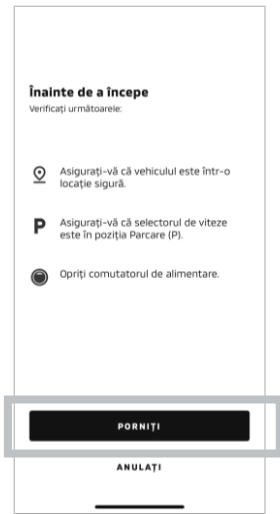 Înainte de a începe
Verificați următoarele:
Asigurați-vă că vehiculul este într-o
locație sigură.
P
Asigurați-vă că selectorul de viteze
este în poziția Parcare (P).
Opriți comutatorul de alimentare.
PORNIȚI
ANULAȚI